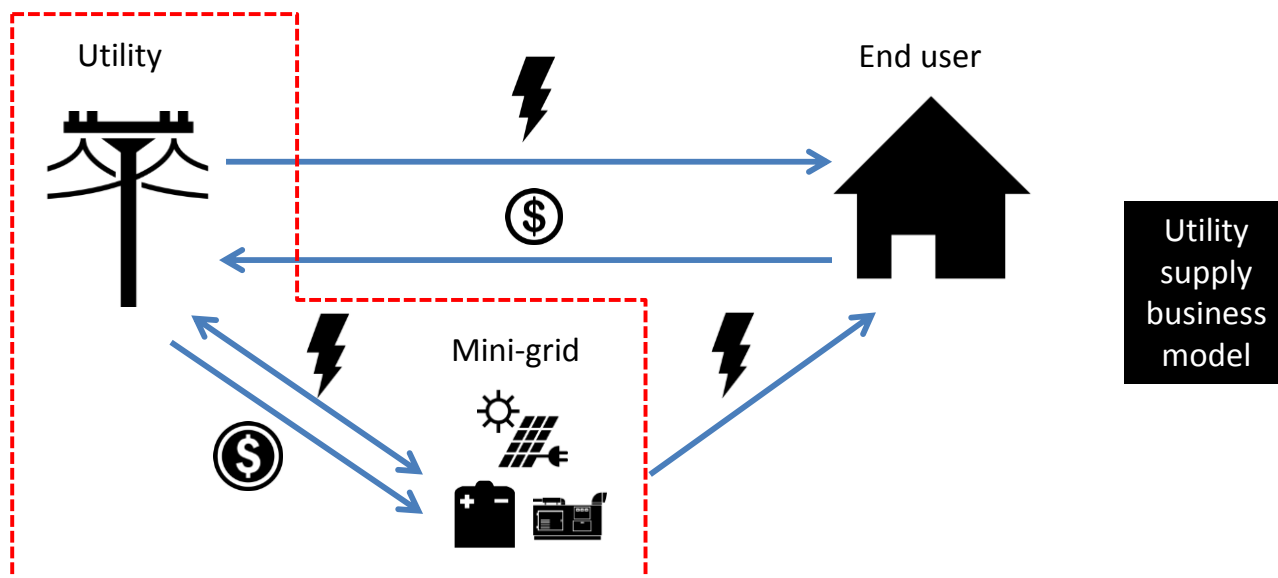 Utility
End user
$
Utility
supply
business
model
Mini-grid
$
+ -